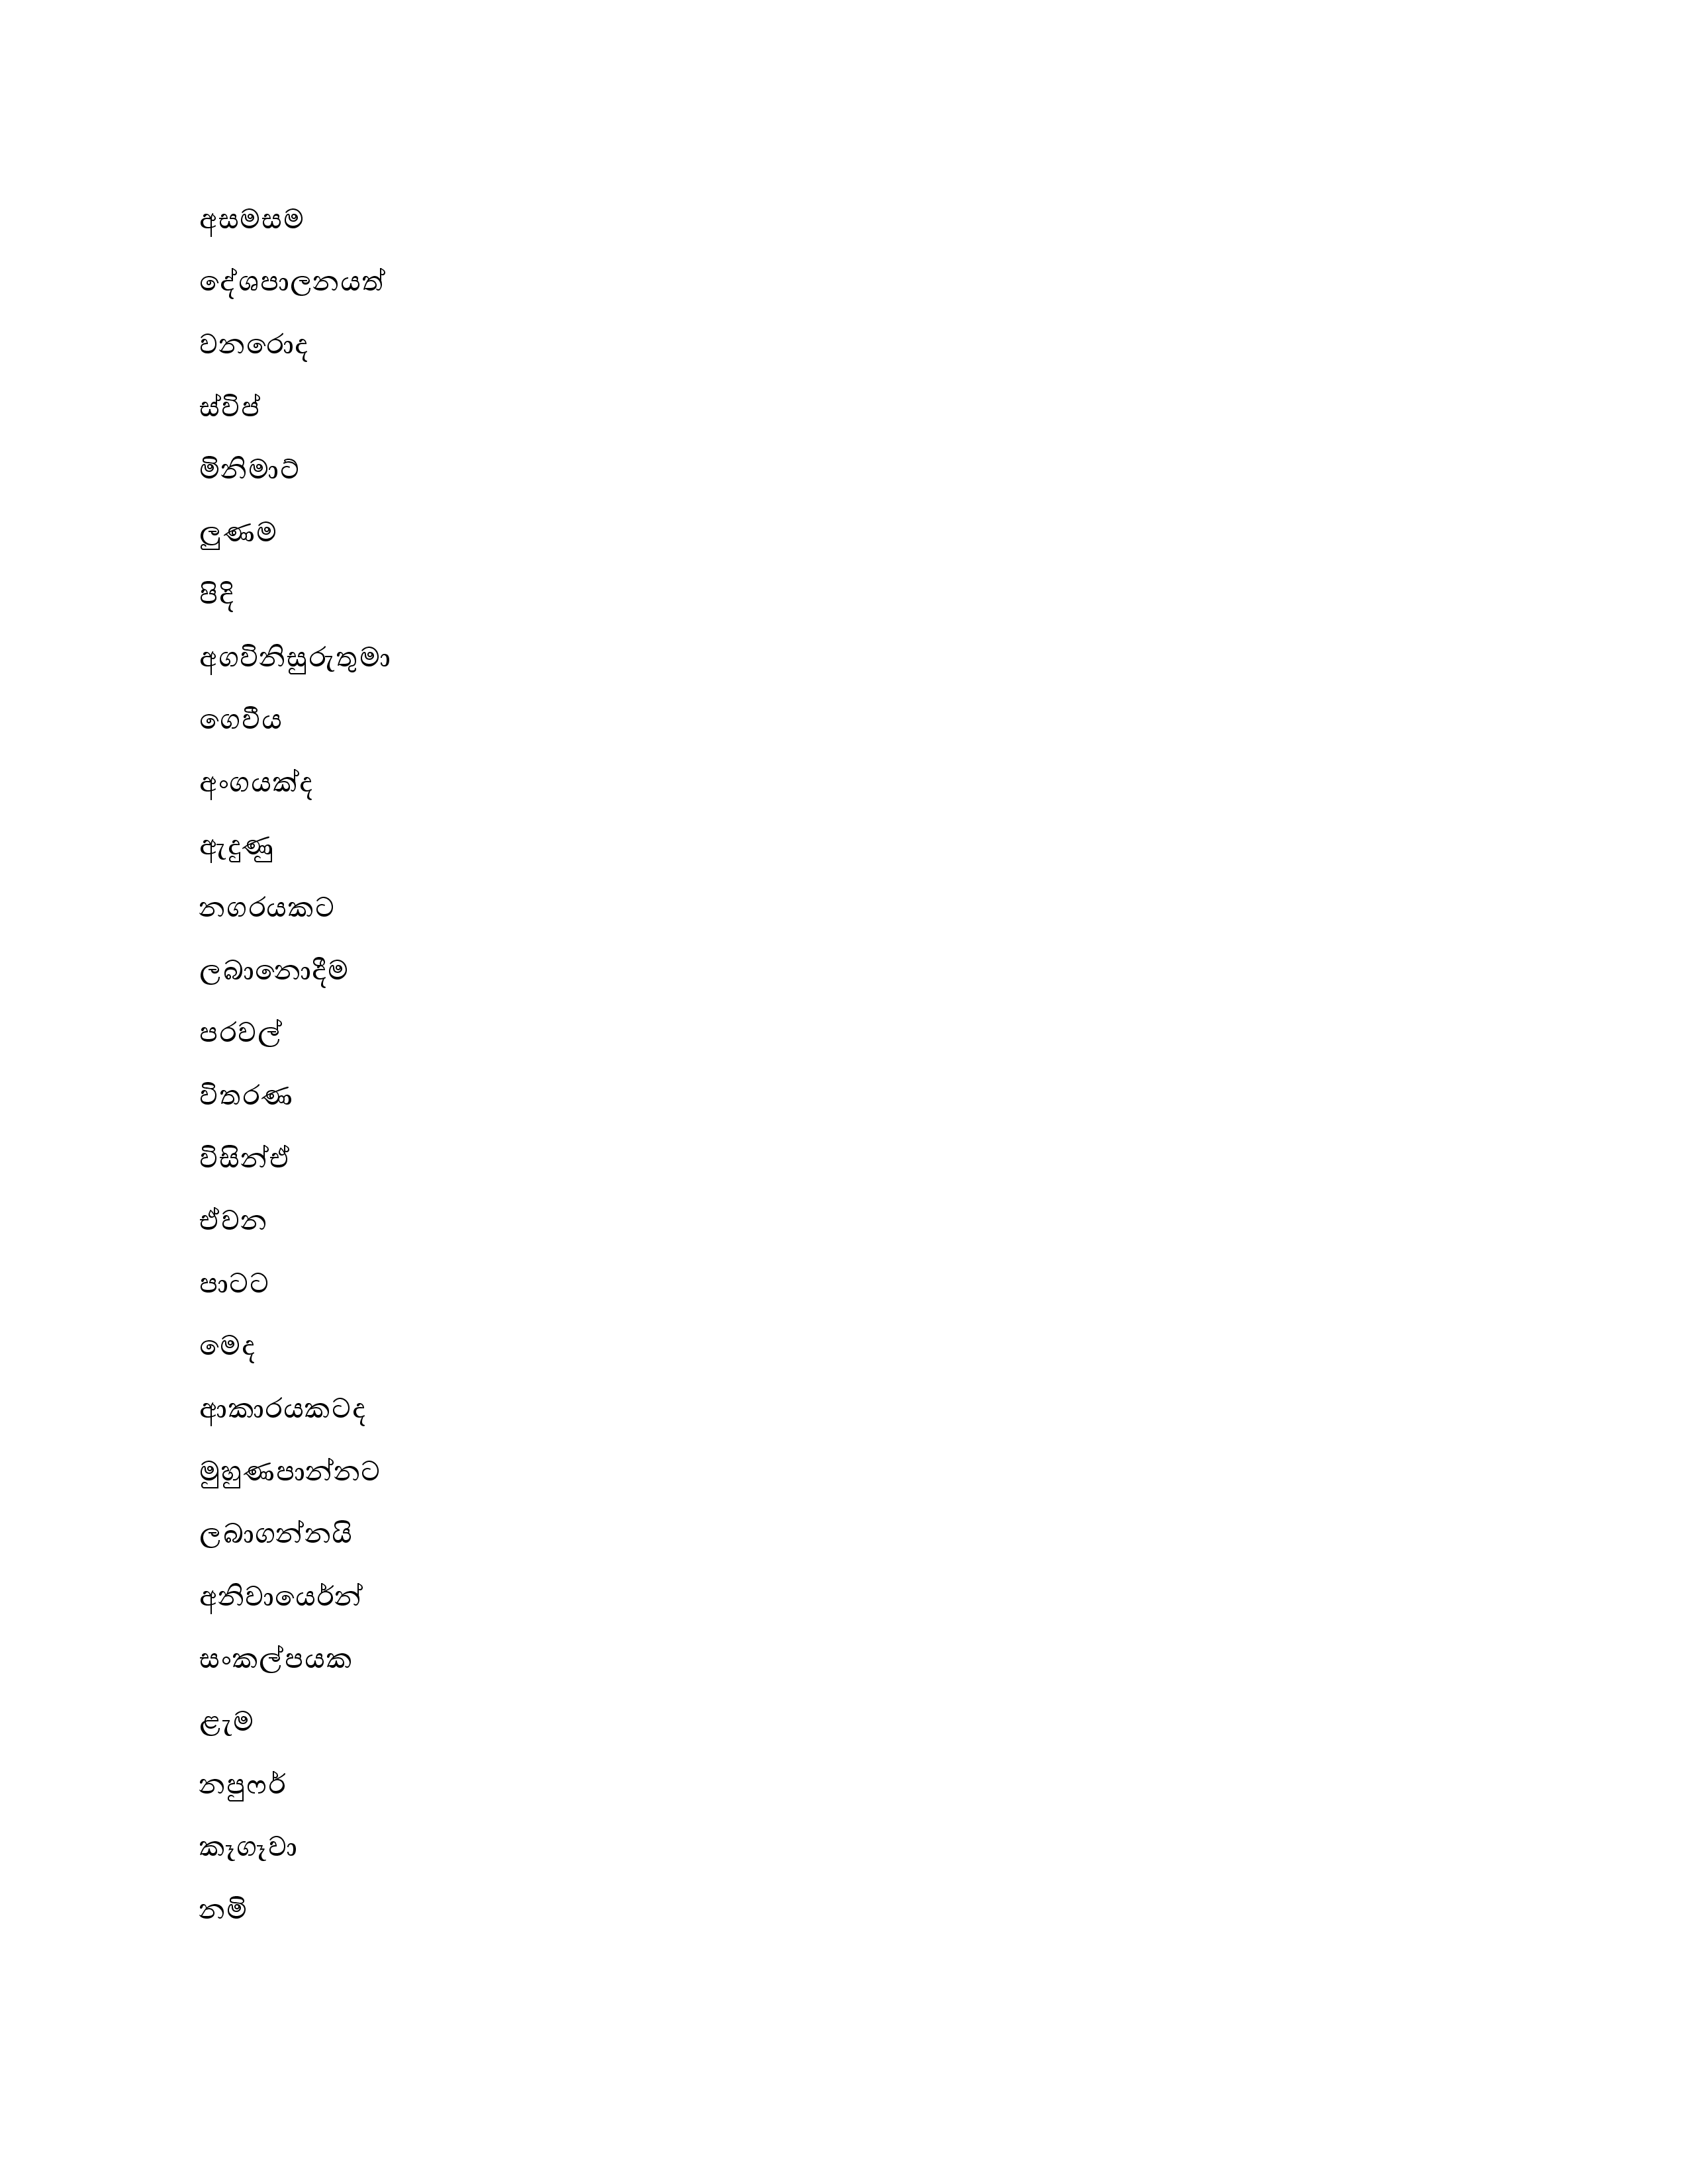 අසමසම
දේශපාලනයත්
වනරොද
ස්විප්
මිනිමාට්
ලුණම
පිදි
අගවිනිසුරුතුමා
ගෙවීය
අංගයක්ද
ඇදුණු
නගරයකට
ලබානොදීම
පරවල්
විතරණ
විසින්ඒ
ඒවන
පාටට
මෙද
ආකාරයකටද
මුහුණපාන්නට
ලබාගන්නයි
අනිවායෙර්න්
සංකල්පයක
ළැම
නපුෆර්
කෑගෑවා
නමි